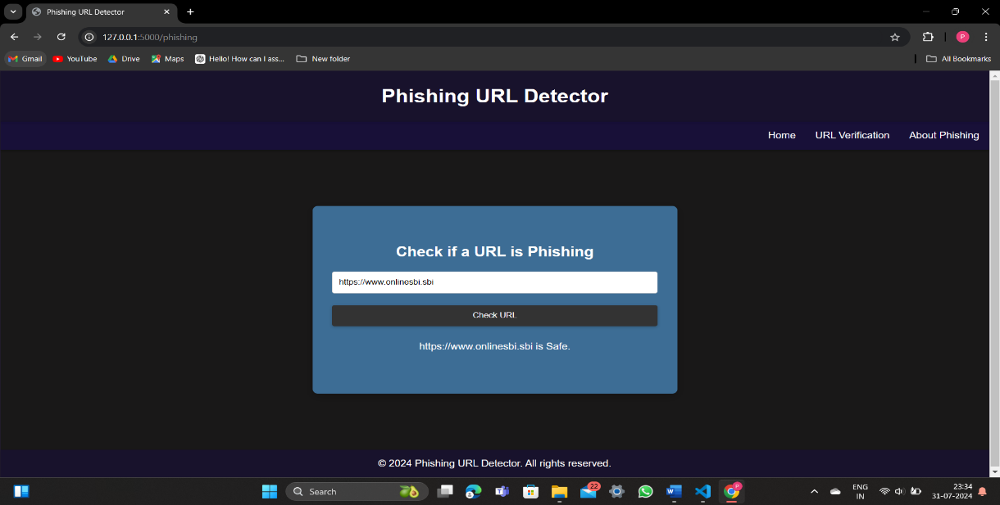 Phishing URL Detector
127.0.0.1:5000/phishing
P
Gmail
YouTube
Drive
Maps
Hello! How can I ass...
New folder
All Bookmarks
Phishing URL Detector
Home
URL Verification
About Phishing
Check if a URL is Phishing
https://www.onlinesbi.sbi
Check URL
https://www.onlinesbi.sbi is Safe.
© 2024 Phishing URL Detector. All rights reserved.
Search
22
P
ENG
IN
23:34
31-07-2024